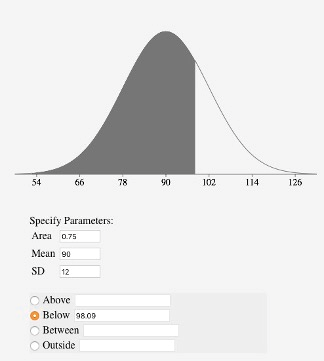 54 66 78 90 102 114 126
Specify Parameters:
Area 0.75
Mean 90
SD 12
Above
Below 98.09
Between
Outside